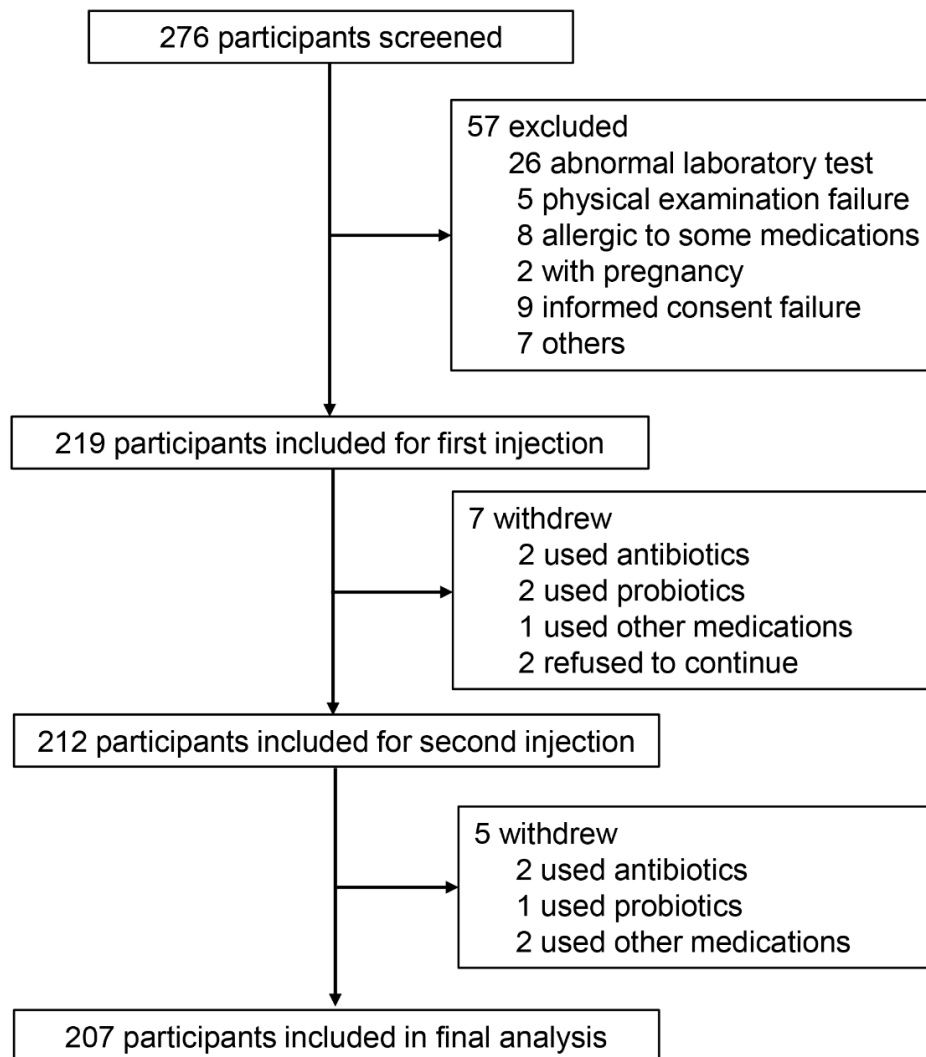 276 participants screened
57 excluded
26 abnormal laboratory test
5 physical examination failure
8 allergic to some medications
2 with pregnancy
9 informed consent failure
7 others
219 participants included for first injection
7 withdrew
2 used antibiotics
2 used probiotics
1 used other medications
2 refused to continue
212 participants included for second injection
5 withdrew
2 used antibiotics
1 used probiotics
2 used other medications
207 participants included in final analysis